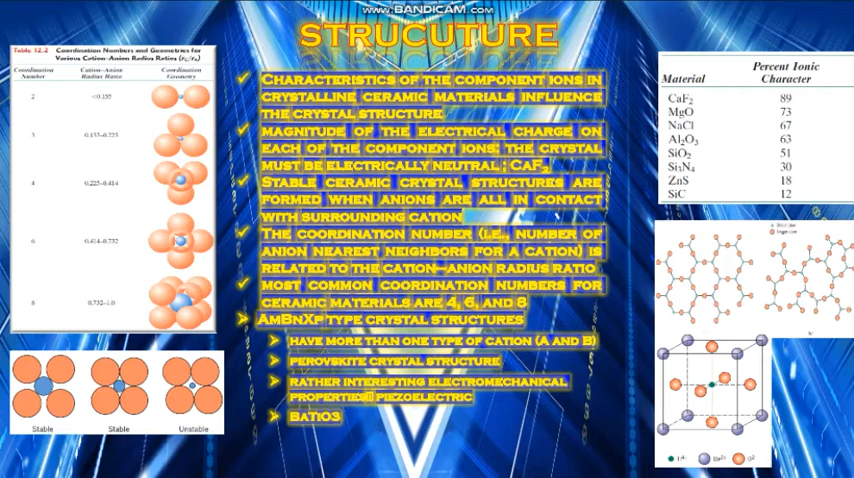 WWW.BANDICAM.COM
STRUCUTURE
Table 12.2 Coordination Numbers and Geometries for
Various Cation–Anion Radius Ratios (rC/rA)
Coordination Number
Cation–Anion Radius Ratio
Coordination Geometry
2 <0.155
3 0.155–0.225
4 0.225–0.414
6 0.414–0.732
8 0.732–1.0
Stable Stable Unstable
✓ CHARACTERISTICS OF THE COMPONENT IONS IN
CRYSTALLINE CERAMIC MATERIALS INFLUENCE
THE CRYSTAL STRUCTURE
✓ MAGNITUDE OF THE ELECTRICAL CHARGE ON
EACH OF THE COMPONENT IONS: THE CRYSTAL
MUST BE ELECTRICALLY NEUTRAL : CAF2
✓ STABLE CERAMIC CRYSTAL STRUCTURES ARE
FORMED WHEN ANIONS ARE ALL IN CONTACT
WITH SURROUNDING CATION
✓ THE COORDINATION NUMBER (I.E., NUMBER OF
ANION NEAREST NEIGHBORS FOR A CATION) IS
RELATED TO THE CATION–ANION RADIUS RATIO
✓ MOST COMMON COORDINATION NUMBERS FOR
CERAMIC MATERIALS ARE 4, 6, AND 8
➢ AMBNXP TYPE CRYSTAL STRUCTURES
➢ HAVE MORE THAN ONE TYPE OF CATION (A AND B)
➢ PEROVSKITE CRYSTAL STRUCTURE
➢ RATHER INTERESTING ELECTROMECHANICAL
PROPERTIES PIEZOELECTRIC
➢ BATIO3
Percent Ionic
Material Character
CaF2 89
MgO 73
NaCl 67
Al2O3 63
SiO2 51
Si3N4 30
ZnS 18
SiC 12
Ti4+ Ba2+ O2-